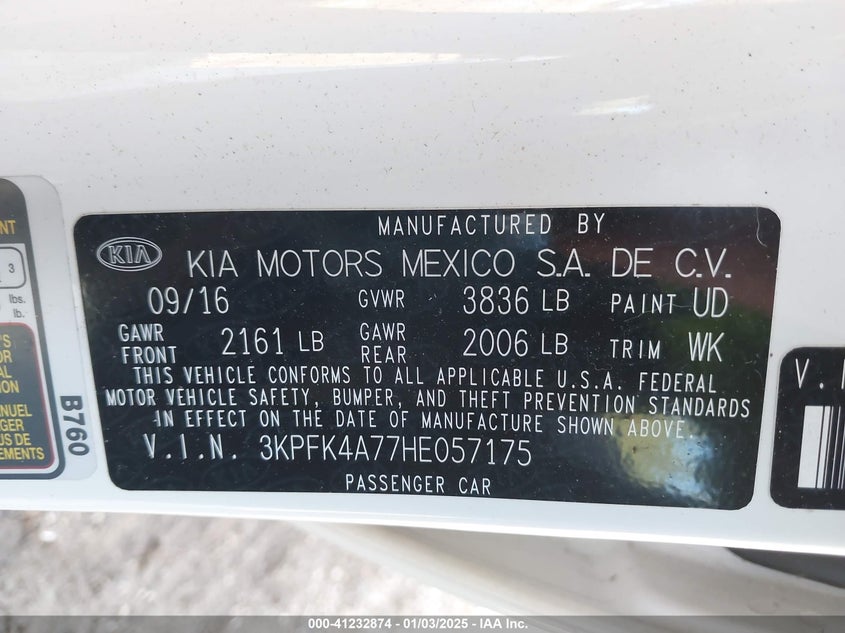 MANUFACTURED BY
KIA
KIA MOTORS MEXICO S.A. DE C.V.
09/16 GVWR 3836 LB PAINT UD
GAWR FRONT 2161 LB GAWR REAR 2006 LB TRIM WK
THIS VEHICLE CONFORMS TO ALL APPLICABLE U.S.A. FEDERAL
MOTOR VEHICLE SAFETY, BUMPER, AND THEFT PREVENTION STANDARDS
IN EFFECT ON THE DATE OF MANUFACTURE SHOWN ABOVE.
V.I.N. 3KPFK4A77HE057175
PASSENGER CAR
B760
3
lbs.
lb.
000-41232874 - 01/03/2025 - IAA Inc.